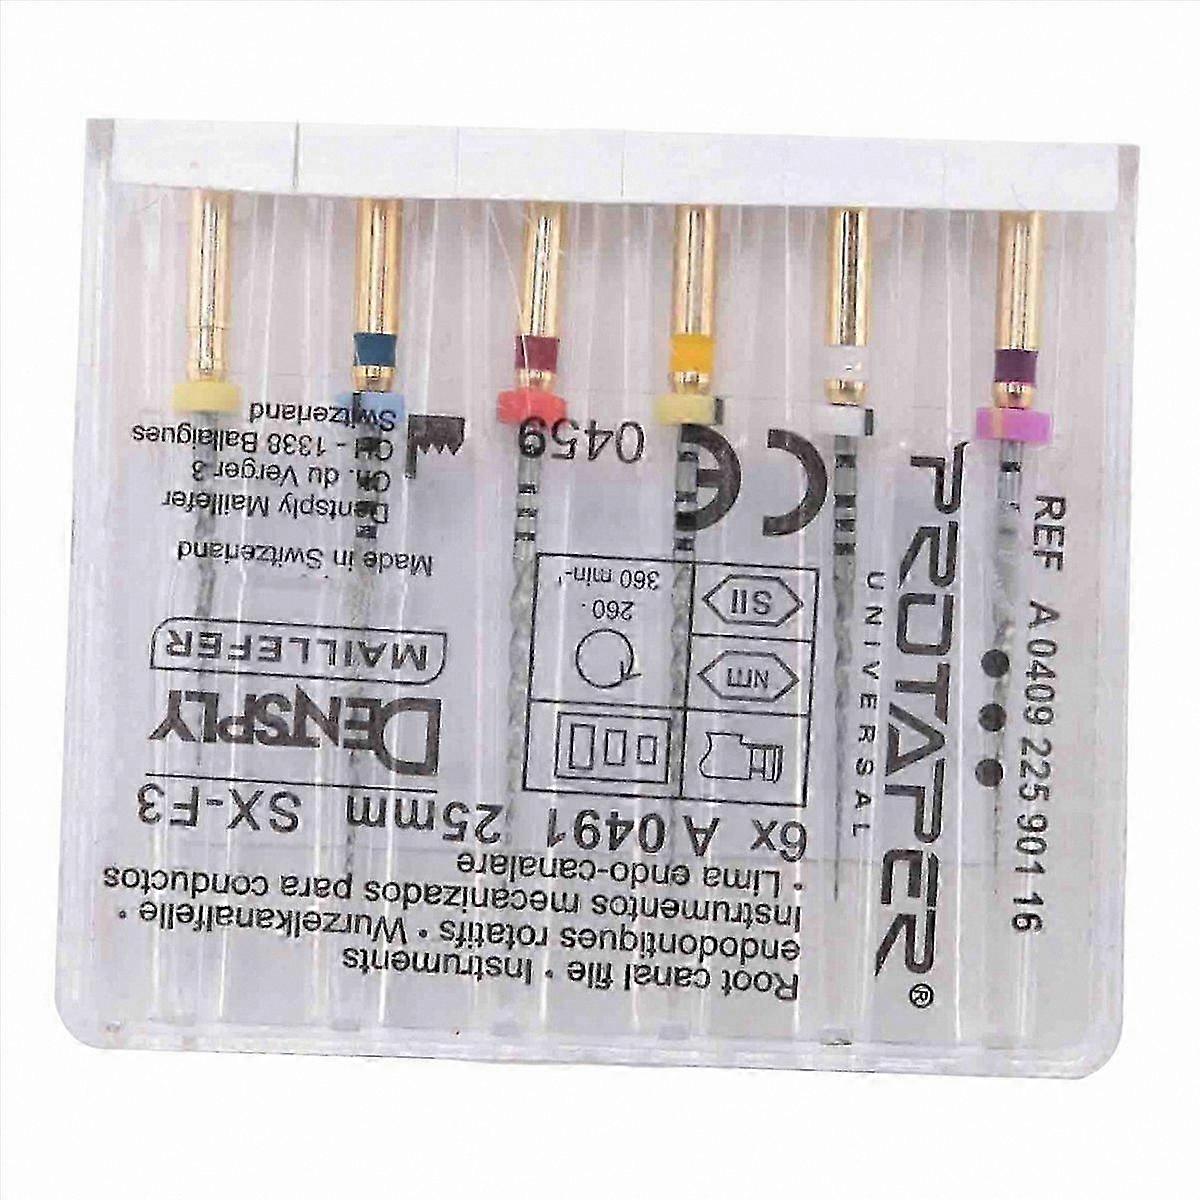 Root canal file • Instruments
endodontiques rotatifs • Wurzelkanalfeile •
Instrumentos mecanizados para conductos
• Lima endo-canalare
6x A 0491 25mm SX-F3
DENSPLY
MAILLEFER
NiTi
SII
260 -
360 min-¹
Made in Switzerland
Dentsply Maillefer
Ch. du Verger 3
CH - 1338 Ballaigues
Switzerland
CE
0459
PROTAPER®
UNIVERSAL
REF A 0409 225 901 16